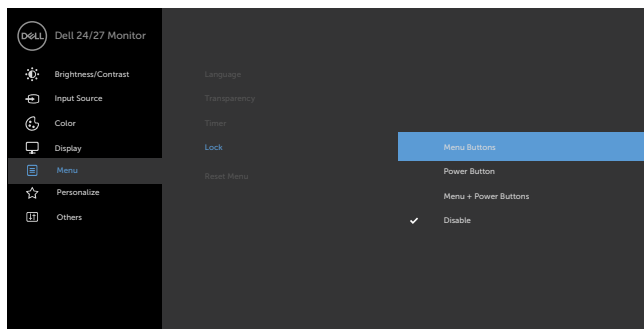 DELL
Dell 24/27 Monitor
Brightness/Contrast
Input Source
Color
Display
Menu
Personalize
Others
Language
Transparency
Timer
Lock
Reset Menu
Menu Buttons
Power Button
Menu + Power Buttons
Disable